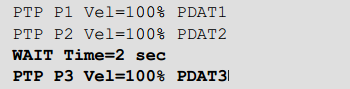 PTP P1 Vel=100% PDAT1
PTP P2 Vel=100% PDAT2
WAIT Time=2 sec
PTP P3 Vel=100% PDAT3